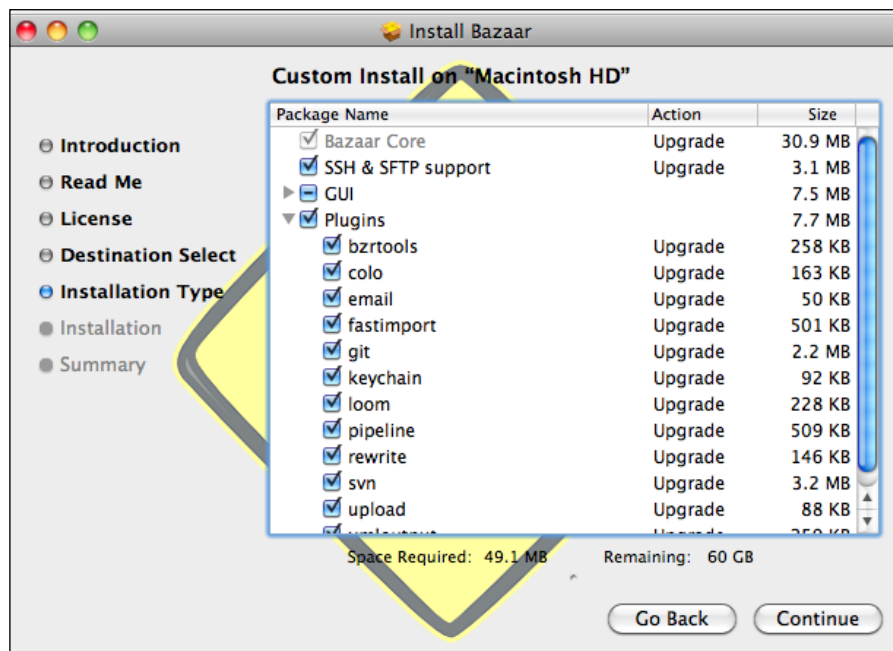 Install Bazaar
Custom Install on “Macintosh HD”
Introduction
Read Me
License
Destination Select
Installation Type
Installation
Summary
Package Name Action Size
Bazaar Core Upgrade 30.9 MB
SSH & SFTP support Upgrade 3.1 MB
GUI 7.5 MB
Plugins 7.7 MB
bzrtools Upgrade 258 KB
colo Upgrade 163 KB
email Upgrade 50 KB
fastimport Upgrade 501 KB
git Upgrade 2.2 MB
keychain Upgrade 92 KB
loom Upgrade 228 KB
pipeline Upgrade 509 KB
rewrite Upgrade 146 KB
svn Upgrade 3.2 MB
upload Upgrade 88 KB
Space Required: 49.1 MB Remaining: 60 GB
Go Back Continue